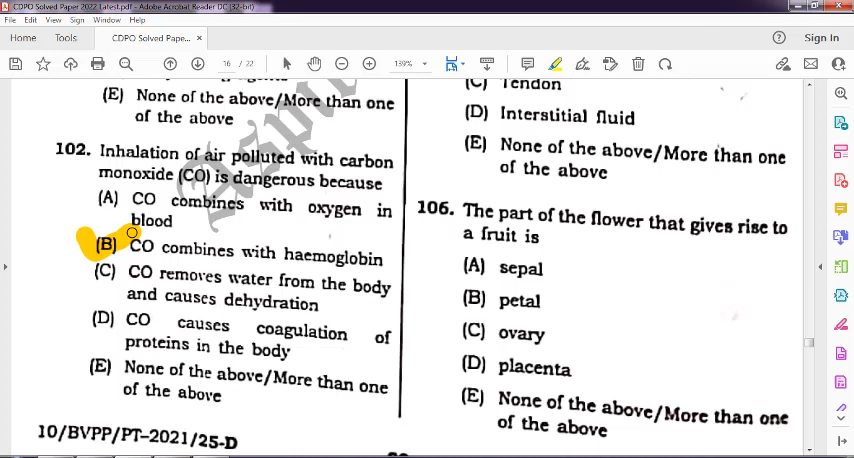 CDPO Solved Paper 2022 Latest.pdf - Adobe Acrobat Reader DC (32-bit)
File Edit View Sign Window Help
Home Tools CDPO Solved Pape... × Sign In
16 / 22 139%
(E) None of the above/More than one
of the above
102. Inhalation of air polluted with carbon
monoxide (CO) is dangerous because
(A) CO combines with oxygen in
blood
(B) CO combines with haemoglobin
(C) CO removes water from the body
and causes dehydration
(D) CO causes coagulation of
proteins in the body
(E) None of the above/More than one
of the above
10/BVPP/PT–2021/25-D
(C) Tendon
(D) Interstitial fluid
(E) None of the above/More than one
of the above
106. The part of the flower that gives rise to
a fruit is
(A) sepal
(B) petal
(C) ovary
(D) placenta
(E) None of the above/More than one
of the above